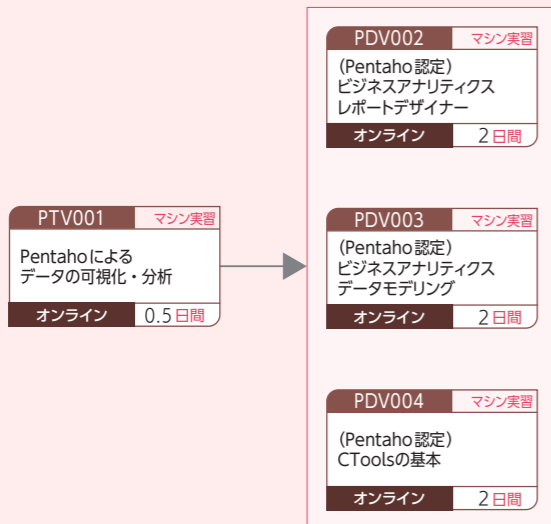 PTV001 マシン実習
Pentahoによる
データの可視化・分析
オンライン 0.5日間
PDV002 マシン実習
(Pentaho認定)
ビジネスアナリティクス
レポートデザイナー
オンライン 2日間
PDV003 マシン実習
(Pentaho認定)
ビジネスアナリティクス
データモデリング
オンライン 2日間
PDV004 マシン実習
(Pentaho認定)
CToolsの基本
オンライン 2日間